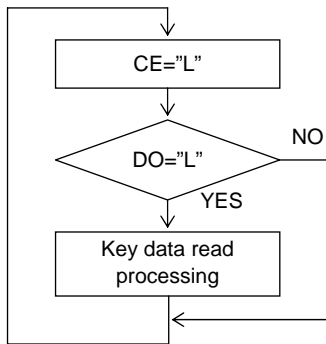 CE=”L”
DO=”L”
NO
YES
Key data read
processing